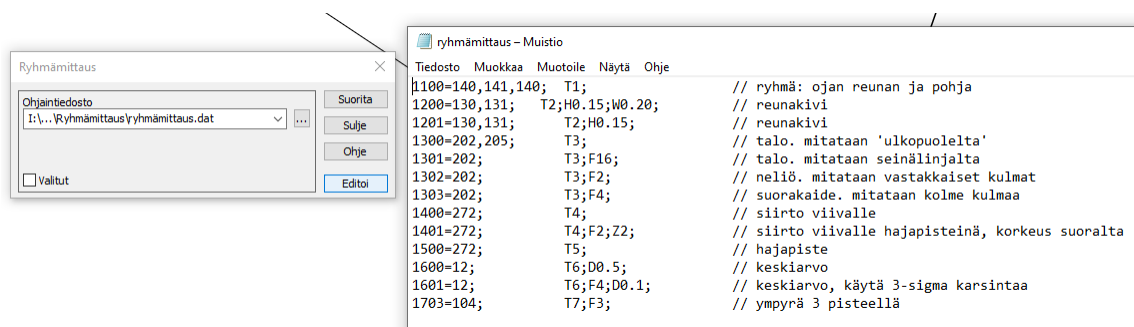 Ryhmämittaus
Ohjaintiedosto
I:\...\Ryhmämittaus\ryhmämittaus.dat
...
Valitut
Suorita
Sulje
Ohje
Editoi
ryhmämittaus – Muistio
Tiedosto Muokkaa Muotoile Näytä Ohje
1100=140,141,140; T1; // ryhmä: ojan reunan ja pohja
1200=130,131; T2;H0.15;W0.20; // reunakivi
1201=130,131; T2;H0.15; // reunakivi
1300=202,205; T3; // talo. mitataan 'ulkopuolelta'
1301=202; T3;F16; // talo. mitataan seinälinjalta
1302=202; T3;F2; // neliö. mitataan vastakkaiset kulmat
1303=202; T3;F4; // suorakaide. mitataan kolme kulmaa
1400=272; T4; // siirto viivalle
1401=272; T4;F2;Z2; // siirto viivalle hajapisteinä, korkeus suoralta
1500=272; T5; // hajapiste
1600=12; T6;D0.5; // keskiarvo
1601=12; T6;F4;D0.1; // keskiarvo, käytä 3-sigma karsintaa
1703=104; T7;F3; // ympyrä 3 pisteellä